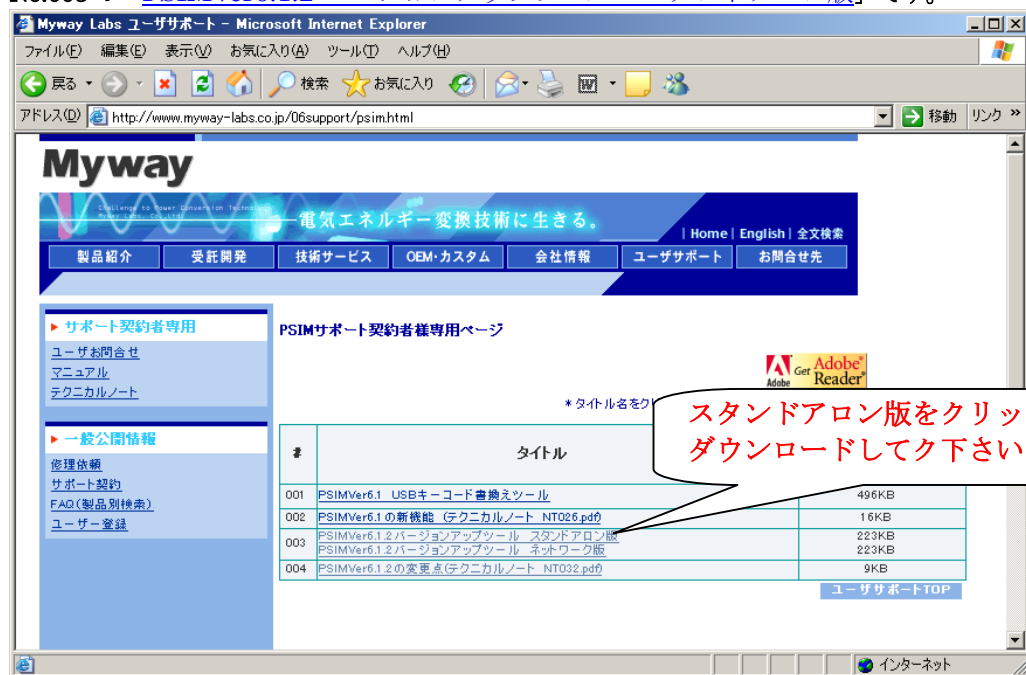 Myway Labs ユーザサポート - Microsoft Internet Explorer
ファイル(F) 編集(E) 表示(V) お気に入り(A) ツール(T) ヘルプ(H)
戻る 検索 お気に入り
アドレス(D) http://www.myway-labs.co.jp/06support/psim.html 移動 リンク »
Myway
Challenge to Power Conversion Technology
Myway Labs. Co.,Ltd.
電気エネルギー変換技術に生きる。
| Home | English | 全文検索
製品紹介 受託開発 技術サービス OEM・カスタム 会社情報 ユーザサポート お問合せ先
サポート契約者専用
ユーザお問合せ
マニュアル
テクニカルノート
一般公開情報
修理依頼
サポート契約
FAQ(製品別検索)
ユーザー登録
PSIMサポート契約者様専用ページ
Adobe Get Adobe® Reader®
*タイトル名をク
スタンドアロン版をクリッ
ダウンロードしてク下さい
# タイトル
001 PSIMVer6.1 USBキーコード書換えツール 496KB
002 PSIMVer6.1の新機能 (テクニカルノート NT026.pdf) 16KB
003 PSIMVer6.1.2バージョンアップツール スタンドアロン版 223KB
PSIMVer6.1.2バージョンアップツール ネットワーク版 223KB
004 PSIMVer6.1.2の変更点(テクニカルノート NT032.pdf) 9KB
ユーザサポートTOP
インターネット